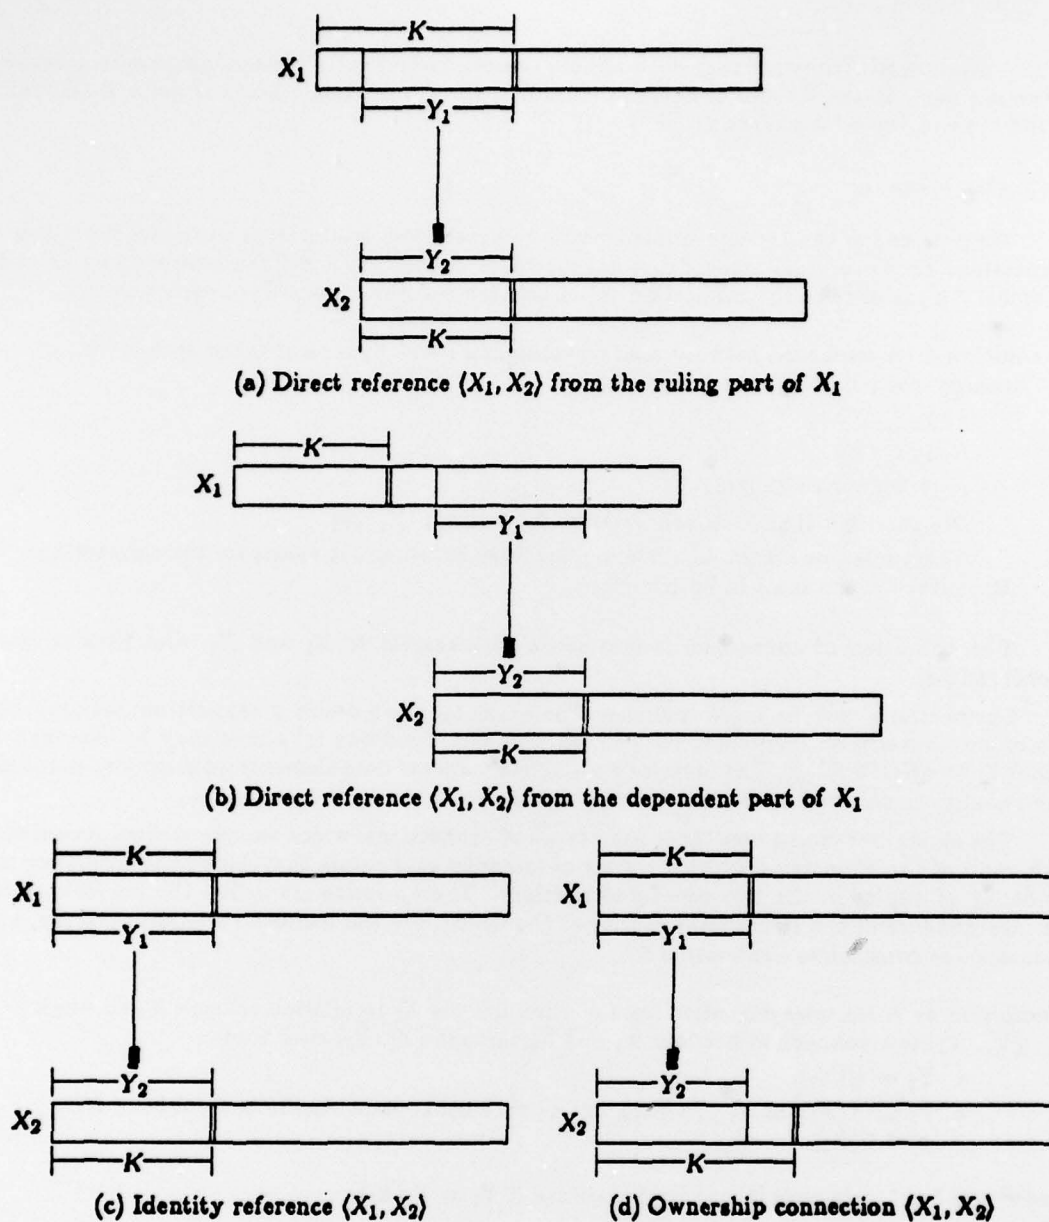 K
X₁
Y₁
Y₂
X₂
K
(a) Direct reference ⟨X₁, X₂⟩ from the ruling part of X₁
K
X₁
Y₁
Y₂
X₂
K
(b) Direct reference ⟨X₁, X₂⟩ from the dependent part of X₁
K
X₁
Y₁
Y₂
X₂
K
(c) Identity reference ⟨X₁, X₂⟩
K
X₁
Y₁
Y₂
X₂
K
(d) Ownership connection ⟨X₁, X₂⟩